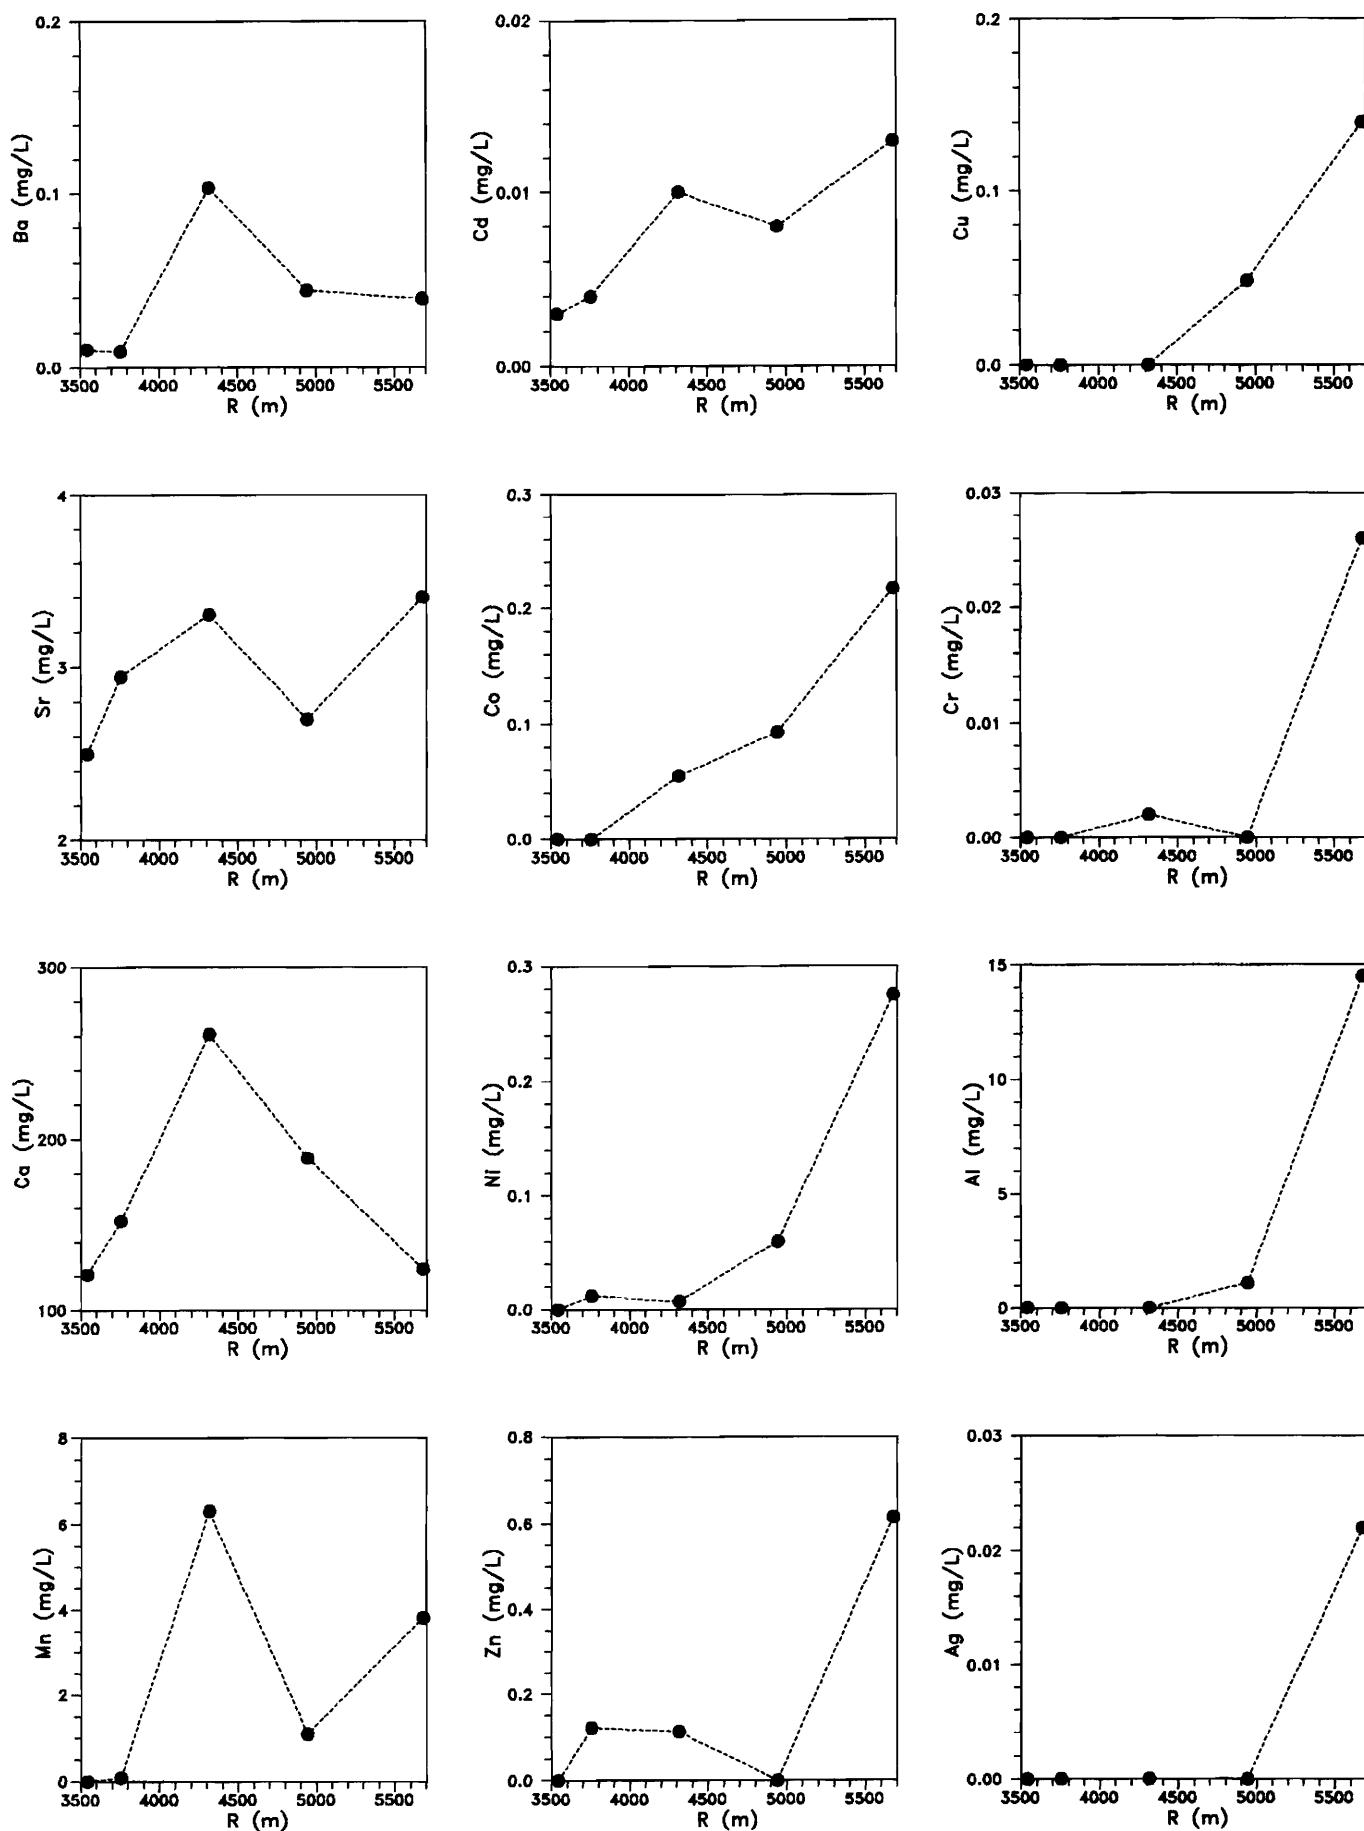 0.2
0.1
0.0
Ba (mg/L)
3500 4000 4500 5000 5500
R (m)
0.02
0.01
0.00
Cd (mg/L)
3500 4000 4500 5000 5500
R (m)
0.2
0.1
0.0
Cu (mg/L)
3500 4000 4500 5000 5500
R (m)
4
3
2
Sr (mg/L)
3500 4000 4500 5000 5500
R (m)
0.3
0.2
0.1
0.0
Co (mg/L)
3500 4000 4500 5000 5500
R (m)
0.03
0.02
0.01
0.00
Cr (mg/L)
3500 4000 4500 5000 5500
R (m)
300
200
100
Ca (mg/L)
3500 4000 4500 5000 5500
R (m)
0.3
0.2
0.1
0.0
Ni (mg/L)
3500 4000 4500 5000 5500
R (m)
15
10
5
0
Al (mg/L)
3500 4000 4500 5000 5500
R (m)
8
6
4
2
0
Mn (mg/L)
3500 4000 4500 5000 5500
R (m)
0.8
0.6
0.4
0.2
0.0
Zn (mg/L)
3500 4000 4500 5000 5500
R (m)
0.03
0.02
0.01
0.00
Ag (mg/L)
3500 4000 4500 5000 5500
R (m)